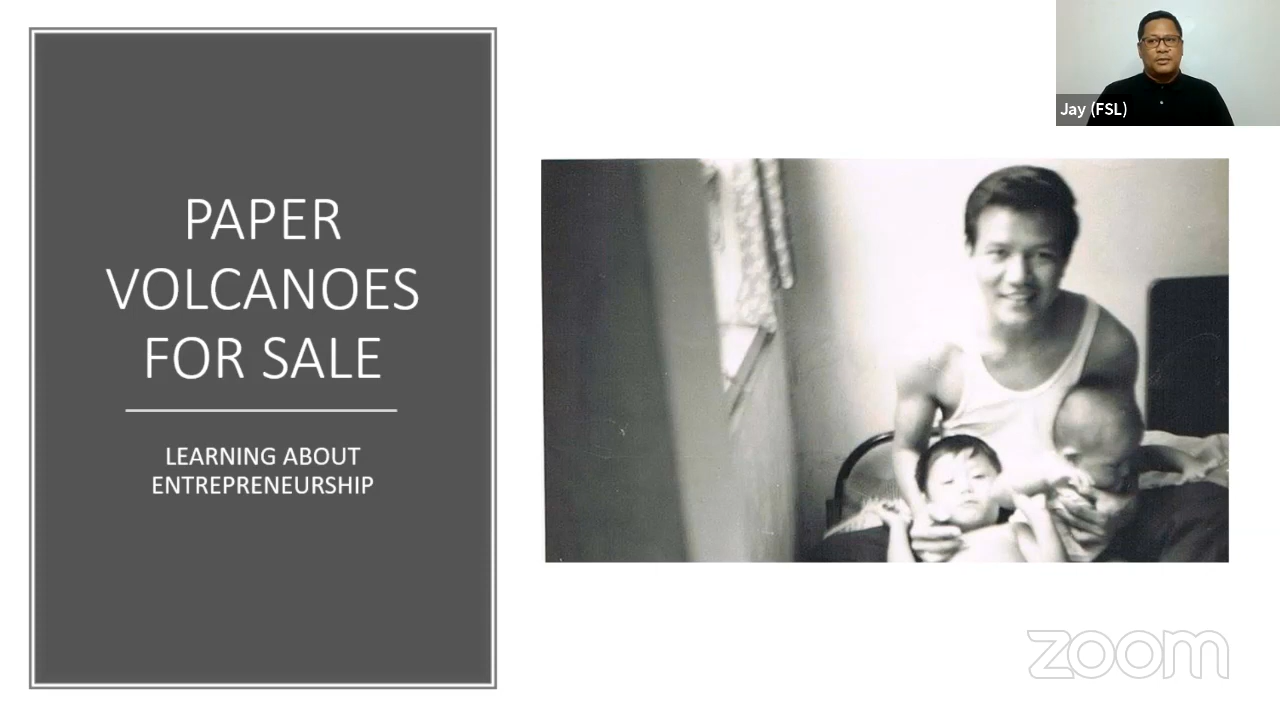 PAPER
VOLCANOES
FOR SALE
LEARNING ABOUT
ENTREPRENEURSHIP
Jay (FSL)
zoom